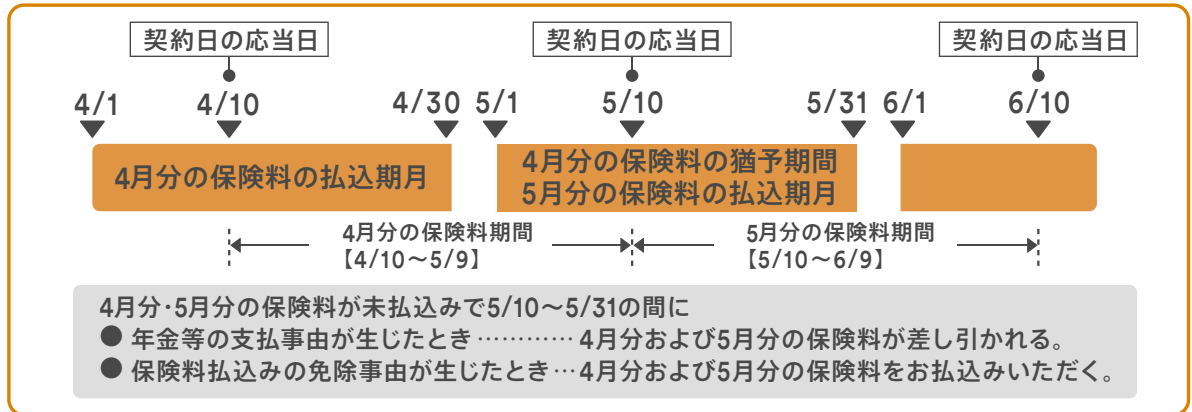 契約日の応当日 契約日の応当日 契約日の応当日
4/1 4/10 4/30 5/1 5/10 5/31 6/1 6/10
4月分の保険料の払込期月
4月分の保険料の猶予期間
5月分の保険料の払込期月
4月分の保険料期間
【4/10～5/9】
5月分の保険料期間
【5/10～6/9】
4月分･5月分の保険料が未払込みで5/10～5/31の間に
● 年金等の支払事由が生じたとき………… 4月分および5月分の保険料が差し引かれる。
● 保険料払込みの免除事由が生じたとき…4月分および5月分の保険料をお払込みいただく。